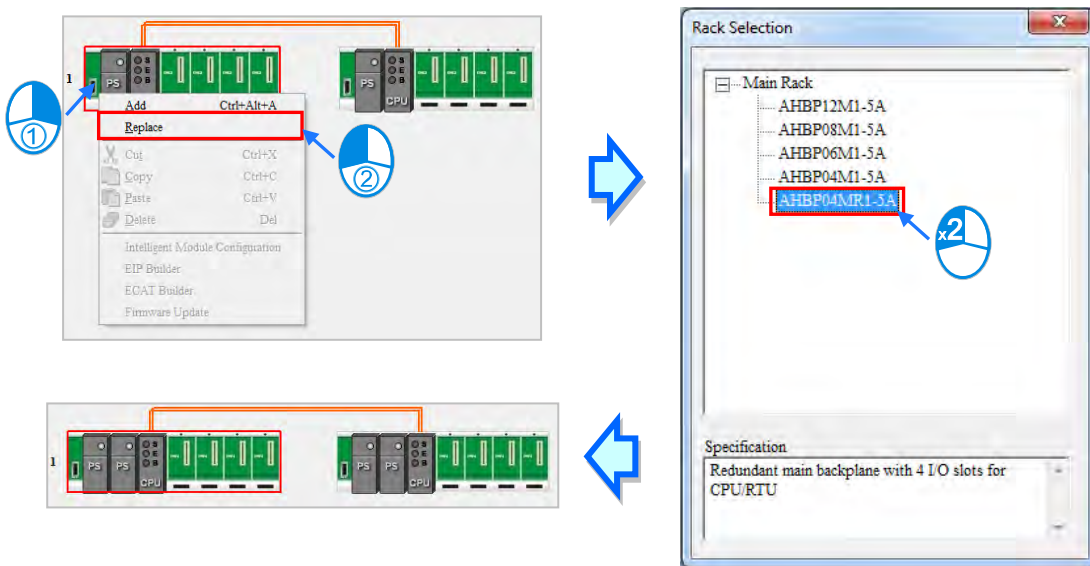 1
PS
S
E
B
PS
CPU
S
E
B
Add Ctrl+Alt+A
Replace
Cut Ctrl+X
Copy Ctrl+C
Paste Ctrl+V
Delete Del
Intelligent Module Configuration
EIP Builder
ECAT Builder
Firmware Update
1
2
Rack Selection
Main Rack
AHBP12M1-5A
AHBP08M1-5A
AHBP06M1-5A
AHBP04M1-5A
AHBP04MR1-5A
x2
Specification
Redundant main backplane with 4 I/O slots for
CPU/RTU
1
PS
PS
CPU
S
E
B
PS
PS
CPU
S
E
B